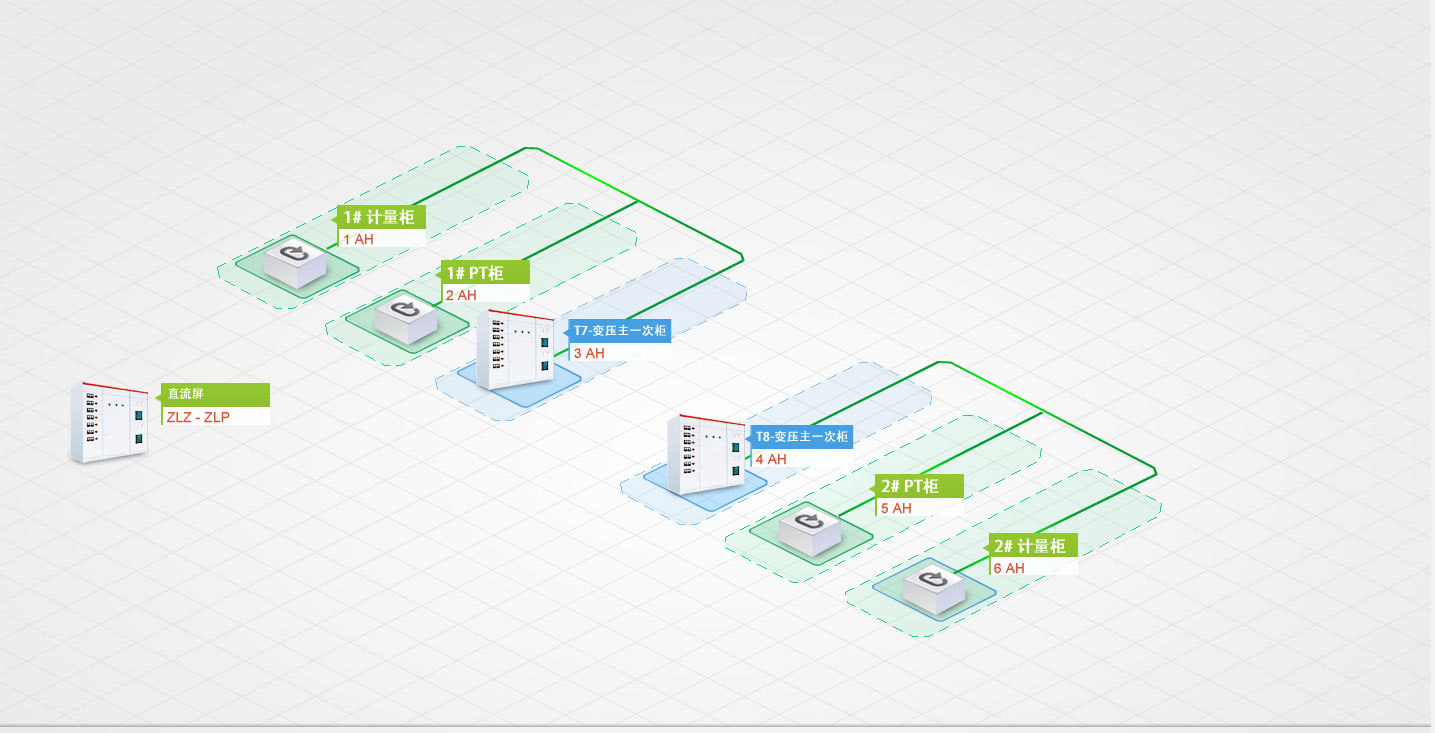 1# 计量柜
1 AH
1# PT柜
2 AH
T7-变压主一次柜
3 AH
直流屏
ZLZ - ZLP
T8-变压主一次柜
4 AH
2# PT柜
5 AH
2# 计量柜
6 AH